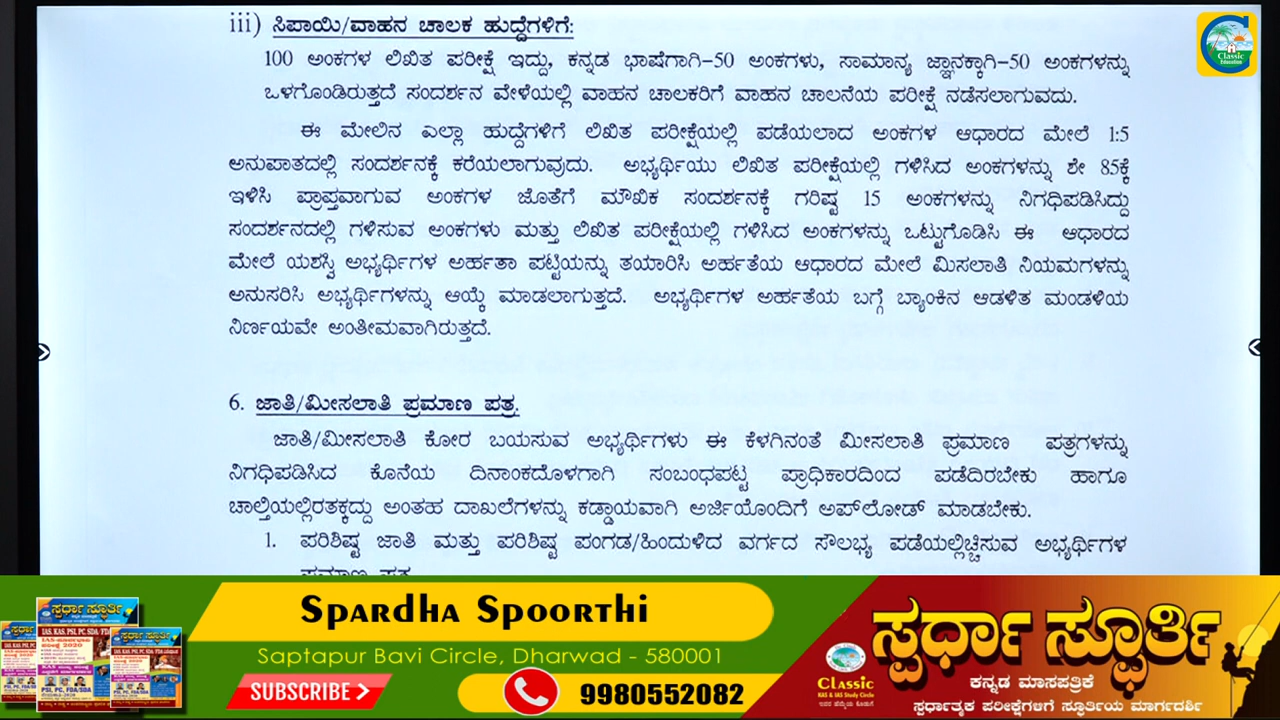 iii) ಸಿಪಾಯಿ/ವಾಹನ ಚಾಲಕ ಹುದ್ದೆಗಳಿಗೆ:
100 ಅಂಕಗಳ ಲಿಖಿತ ಪರೀಕ್ಷೆ ಇದ್ದು, ಕನ್ನಡ ಭಾಷೆಗಾಗಿ-50 ಅಂಕಗಳು, ಸಾಮಾನ್ಯ ಜ್ಞಾನಕ್ಕಾಗಿ-50 ಅಂಕಗಳನ್ನು
ಒಳಗೊಂಡಿರುತ್ತದೆ ಸಂದರ್ಶನ ವೇಳೆಯಲ್ಲಿ ವಾಹನ ಚಾಲಕರಿಗೆ ವಾಹನ ಚಾಲನೆಯ ಪರೀಕ್ಷೆ ನಡೆಸಲಾಗುವದು.
ಈ ಮೇಲಿನ ಎಲ್ಲಾ ಹುದ್ದೆಗಳಿಗೆ ಲಿಖಿತ ಪರೀಕ್ಷೆಯಲ್ಲಿ ಪಡೆಯಲಾದ ಅಂಕಗಳ ಆಧಾರದ ಮೇಲೆ 1:5
ಅನುಪಾತದಲ್ಲಿ ಸಂದರ್ಶನಕ್ಕೆ ಕರೆಯಲಾಗುವುದು. ಅಭ್ಯರ್ಥಿಯು ಲಿಖಿತ ಪರೀಕ್ಷೆಯಲ್ಲಿ ಗಳಿಸಿದ ಅಂಕಗಳನ್ನು ಶೇ 85ಕ್ಕೆ
ಇಳಿಸಿ ಪ್ರಾಪ್ತವಾಗುವ ಅಂಕಗಳ ಜೊತೆಗೆ ಮೌಖಿಕ ಸಂದರ್ಶನಕ್ಕೆ ಗರಿಷ್ಟ 15 ಅಂಕಗಳನ್ನು ನಿಗಧಿಪಡಿಸಿದ್ದು
ಸಂದರ್ಶನದಲ್ಲಿ ಗಳಿಸುವ ಅಂಕಗಳು ಮತ್ತು ಲಿಖಿತ ಪರೀಕ್ಷೆಯಲ್ಲಿ ಗಳಿಸಿದ ಅಂಕಗಳನ್ನು ಒಟ್ಟುಗೊಡಿಸಿ ಈ ಆಧಾರದ
ಮೇಲೆ ಯಶಸ್ವಿ ಅಭ್ಯರ್ಥಿಗಳ ಅರ್ಹತಾ ಪಟ್ಟಿಯನ್ನು ತಯಾರಿಸಿ ಅರ್ಹತೆಯ ಆಧಾರದ ಮೇಲೆ ಮಿಸಲಾತಿ ನಿಯಮಗಳನ್ನು
ಅನುಸರಿಸಿ ಅಭ್ಯರ್ಥಿಗಳನ್ನು ಆಯ್ಕೆ ಮಾಡಲಾಗುತ್ತದೆ. ಅಭ್ಯರ್ಥಿಗಳ ಅರ್ಹತೆಯ ಬಗ್ಗೆ ಬ್ಯಾಂಕಿನ ಆಡಳಿತ ಮಂಡಳಿಯ
ನಿರ್ಣಯವೇ ಅಂತೀಮವಾಗಿರುತ್ತದೆ.
6. ಜಾತಿ/ಮೀಸಲಾತಿ ಪ್ರಮಾಣ ಪತ್ರ.
ಜಾತಿ/ಮೀಸಲಾತಿ ಕೋರ ಬಯಸುವ ಅಭ್ಯರ್ಥಿಗಳು ಈ ಕೆಳಗಿನಂತೆ ಮೀಸಲಾತಿ ಪ್ರಮಾಣ ಪತ್ರಗಳನ್ನು
ನಿಗಧಿಪಡಿಸಿದ ಕೊನೆಯ ದಿನಾಂಕದೊಳಗಾಗಿ ಸಂಬಂಧಪಟ್ಟ ಪ್ರಾಧಿಕಾರದಿಂದ ಪಡೆದಿರಬೇಕು ಹಾಗೂ
ಚಾಲ್ತಿಯಲ್ಲಿರತಕ್ಕದ್ದು ಅಂತಹ ದಾಖಲೆಗಳನ್ನು ಕಡ್ಡಾಯವಾಗಿ ಅರ್ಜಿಯೊಂದಿಗೆ ಅಪ್‌ಲೋಡ್ ಮಾಡಬೇಕು.
1. ಪರಿಶಿಷ್ಟ ಜಾತಿ ಮತ್ತು ಪರಿಶಿಷ್ಟ ಪಂಗಡ/ಹಿಂದುಳಿದ ವರ್ಗದ ಸೌಲಭ್ಯ ಪಡೆಯಲ್ಲಿಚ್ಚಿಸುವ ಅಭ್ಯರ್ಥಿಗಳ
Classic
Education
Spardha Spoorthi
Saptapur Bavi Circle, Dharwad - 580001
SUBSCRIBE
9980552082
ಸ್ಪರ್ಧಾ ಸ್ಫೂರ್ತಿ
Classic
KAS & IAS Study Circle
ಕನ್ನಡ ಮಾಸಪತ್ರಿಕೆ
ಸ್ಪರ್ಧಾತ್ಮಕ ಪರೀಕ್ಷೆಗಳಿಗೆ ಸ್ಫೂರ್ತಿಯ ಮಾರ್ಗದರ್ಶಿ